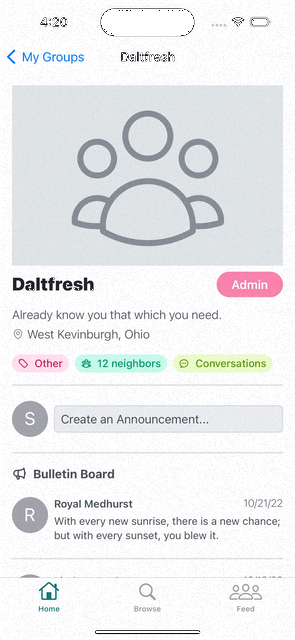 4:20
My Groups
Daltfresh
Daltfresh
Admin
Already know you that which you need.
West Kevinburgh, Ohio
Other
12 neighbors
Conversations
S
Create an Announcement...
Bulletin Board
R
Royal Medhurst
10/21/22
With every new sunrise, there is a new chance;
but with every sunset, you blew it.
Home
Browse
Feed